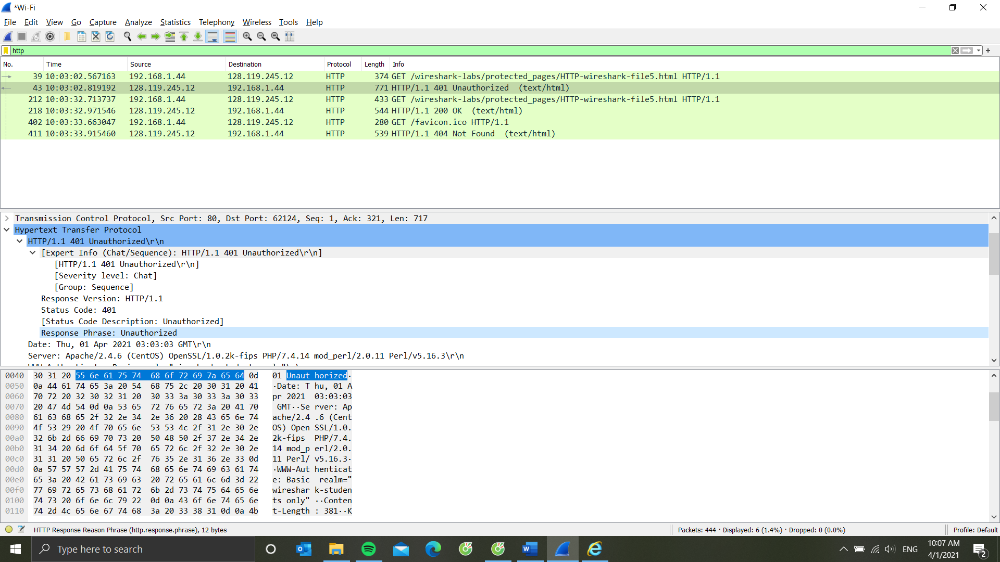 *Wi-Fi
File Edit View Go Capture Analyze Statistics Telephony Wireless Tools Help
http
No. Time Source Destination Protocol Length Info
39 10:03:02.567163 192.168.1.44 128.119.245.12 HTTP 374 GET /wireshark-labs/protected_pages/HTTP-wireshark-file5.html HTTP/1.1
43 10:03:02.819192 128.119.245.12 192.168.1.44 HTTP 771 HTTP/1.1 401 Unauthorized (text/html)
212 10:03:32.713737 192.168.1.44 128.119.245.12 HTTP 433 GET /wireshark-labs/protected_pages/HTTP-wireshark-file5.html HTTP/1.1
218 10:03:32.971546 128.119.245.12 192.168.1.44 HTTP 544 HTTP/1.1 200 OK (text/html)
402 10:03:33.663047 192.168.1.44 128.119.245.12 HTTP 280 GET /favicon.ico HTTP/1.1
411 10:03:33.915460 128.119.245.12 192.168.1.44 HTTP 539 HTTP/1.1 404 Not Found (text/html)
Transmission Control Protocol, Src Port: 80, Dst Port: 62124, Seq: 1, Ack: 321, Len: 717
Hypertext Transfer Protocol
HTTP/1.1 401 Unauthorized\r\n
[Expert Info (Chat/Sequence): HTTP/1.1 401 Unauthorized\r\n]
[HTTP/1.1 401 Unauthorized\r\n]
[Severity level: Chat]
[Group: Sequence]
Response Version: HTTP/1.1
Status Code: 401
[Status Code Description: Unauthorized]
Response Phrase: Unauthorized
Date: Thu, 01 Apr 2021 03:03:03 GMT\r\n
Server: Apache/2.4.6 (CentOS) OpenSSL/1.0.2k-fips PHP/7.4.14 mod_perl/2.0.11 Perl/v5.16.3\r\n
0040 30 31 20 55 6e 61 75 74 68 6f 72 69 7a 65 64 0d 01 Unaut horized·
0050 0a 44 61 74 65 3a 20 54 68 75 2c 20 30 31 20 41 ·Date: T hu, 01 A
0060 70 72 20 32 30 32 31 20 30 33 3a 30 33 3a 30 33 pr 2021 03:03:03
0070 20 47 4d 54 0d 0a 53 65 72 76 65 72 3a 20 41 70 GMT··Se rver: Ap
0080 61 63 68 65 2f 32 2e 34 2e 36 20 28 43 65 6e 74 ache/2.4 .6 (Cent
0090 4f 53 29 20 4f 70 65 6e 53 53 4c 2f 31 2e 30 2e OS) Open SSL/1.0.
00a0 32 6b 2d 66 69 70 73 20 50 48 50 2f 37 2e 34 2e 2k-fips PHP/7.4.
00b0 31 34 20 6d 6f 64 5f 70 65 72 6c 2f 32 2e 30 2e 14 mod_p erl/2.0.
00c0 31 31 20 50 65 72 6c 2f 76 35 2e 31 36 2e 33 0d 11 Perl/ v5.16.3·
00d0 0a 57 57 57 2d 41 75 74 68 65 6e 74 69 63 61 74 ·WWW-Aut henticat
00e0 65 3a 20 42 61 73 69 63 20 72 65 61 6c 6d 3d 22 e: Basic realm="
00f0 77 69 72 65 73 68 61 72 6b 2d 73 74 75 64 65 6e wireshar k-studen
0100 74 73 20 6f 6e 6c 79 22 0d 0a 43 6f 6e 74 65 6e ts only" ··Conten
0110 74 2d 4c 65 6e 67 74 68 3a 20 33 38 31 0d 0a 4b t-Length : 381··K
HTTP Response Reason Phrase (http.response.phrase), 12 bytes Packets: 444 · Displayed: 6 (1.4%) · Dropped: 0 (0.0%) Profile: Default
Type here to search ENG 10:07 AM
4/1/2021 2